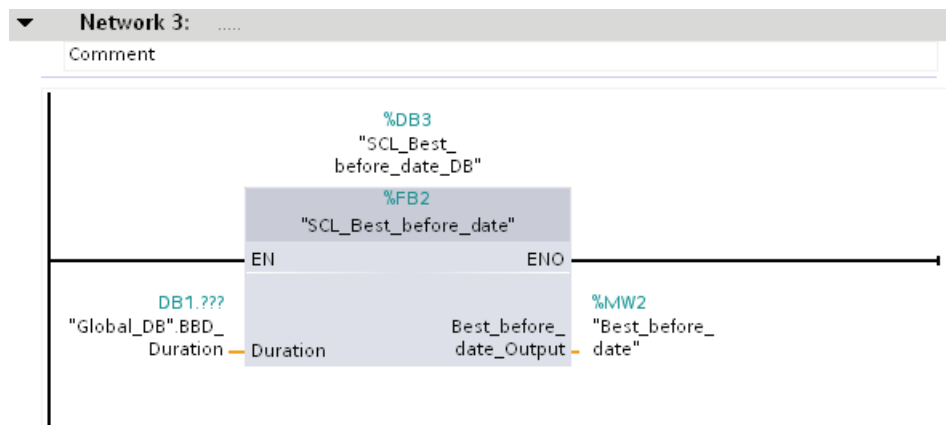 Network 3: .....
Comment
%DB3
"SCL_Best_
before_date_DB"
%FB2
"SCL_Best_before_date"
EN ENO
DB1.??? %MW2
"Global_DB".BBD_ Best_before_ "Best_before_
Duration Duration date_Output date"